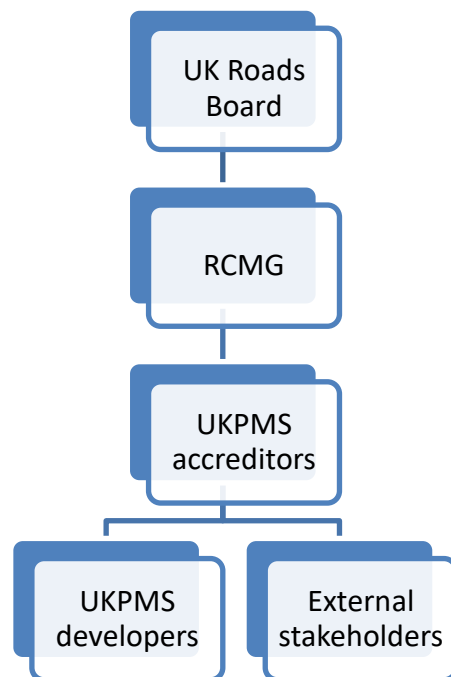 UK Roads
Board
RCMG
UKPMS
accreditors
UKPMS
developers
External
stakeholders